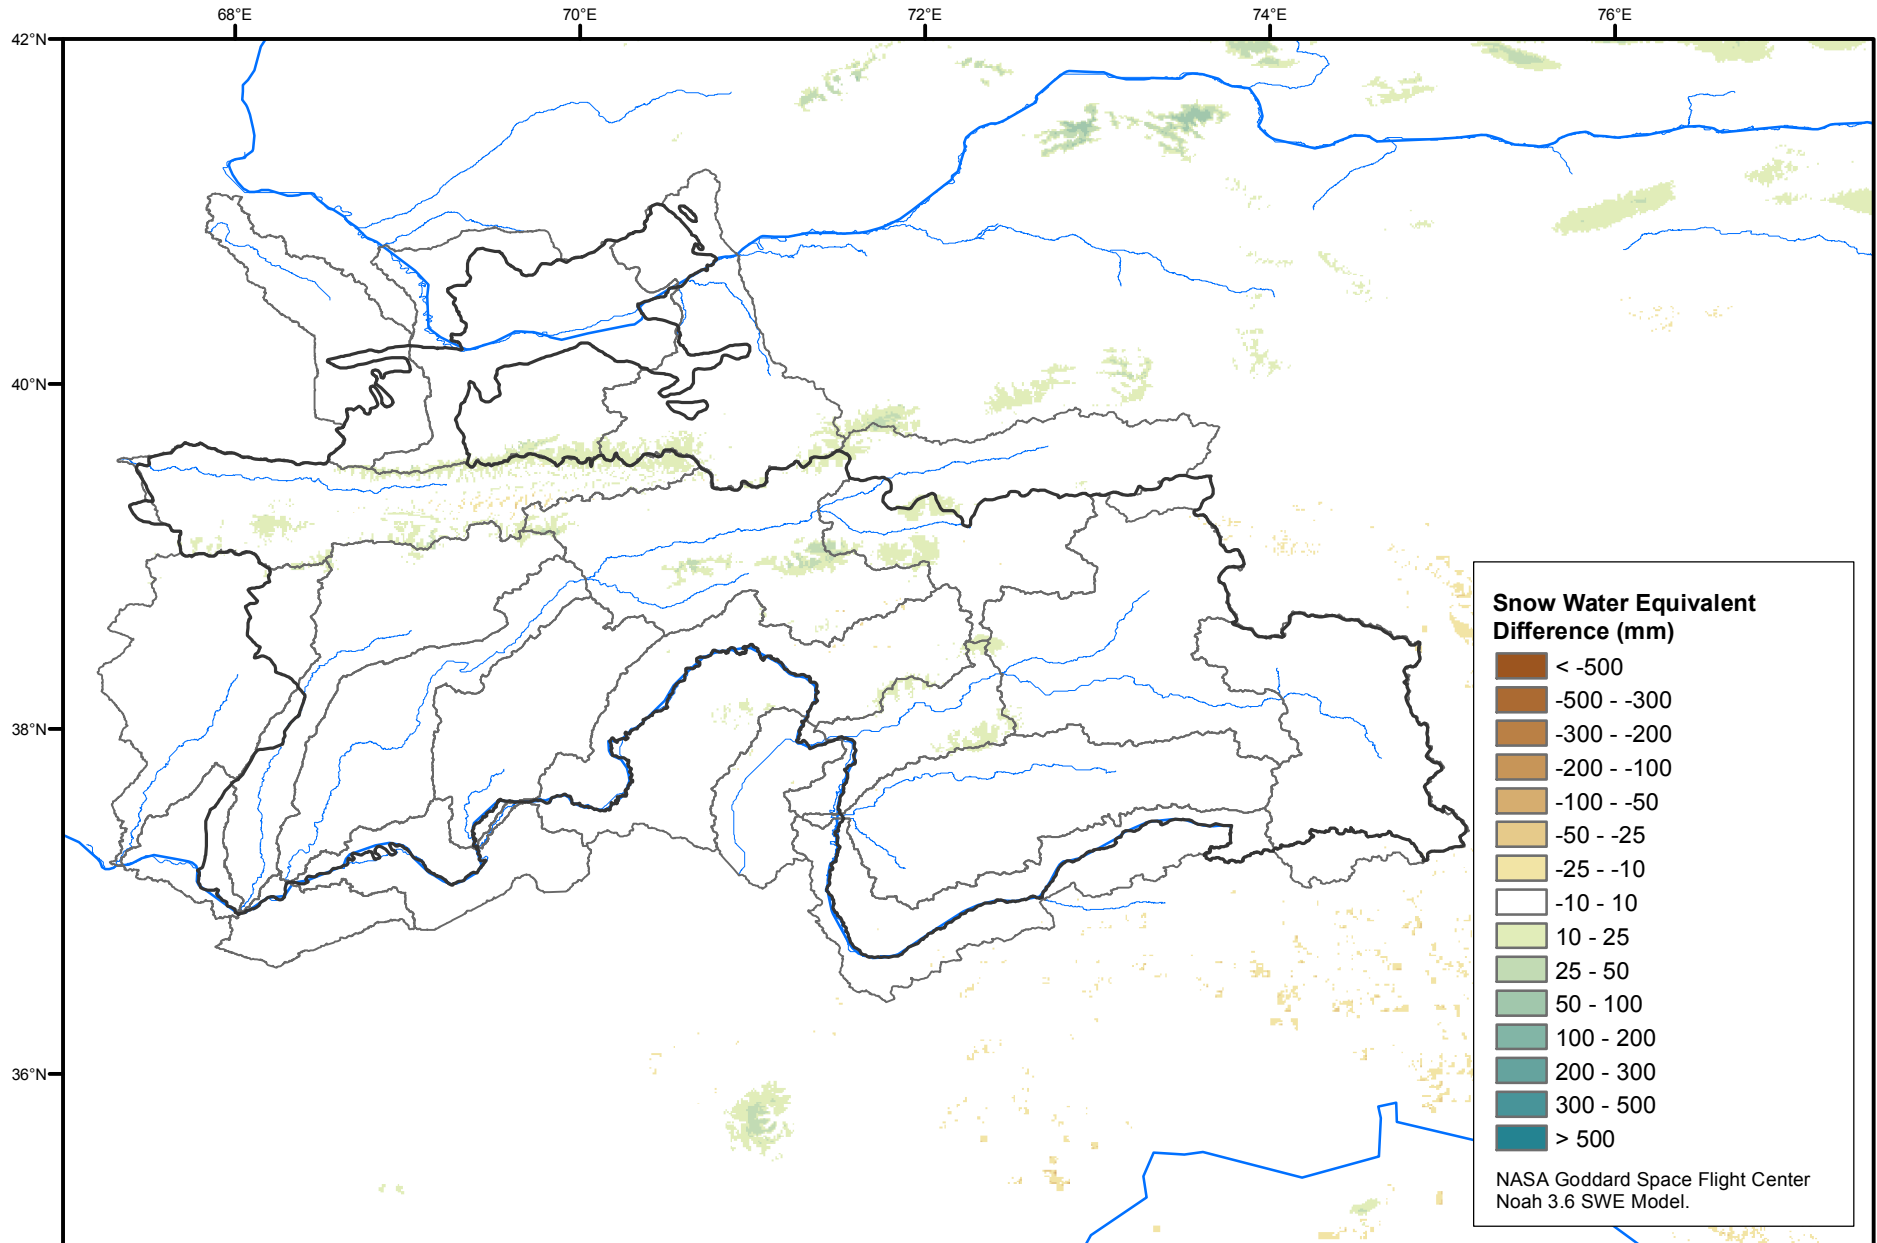 68°E
70°E
72°E
74°E
76°E
42°N
40°N
38°N
36°N
Snow Water Equivalent
Difference (mm)
< -500
-500 - -300
-300 - -200
-200 - -100
-100 - -50
-50 - -25
-25 - -10
-10 - 10
10 - 25
25 - 50
50 - 100
100 - 200
200 - 300
300 - 500
> 500
NASA Goddard Space Flight Center
Noah 3.6 SWE Model.